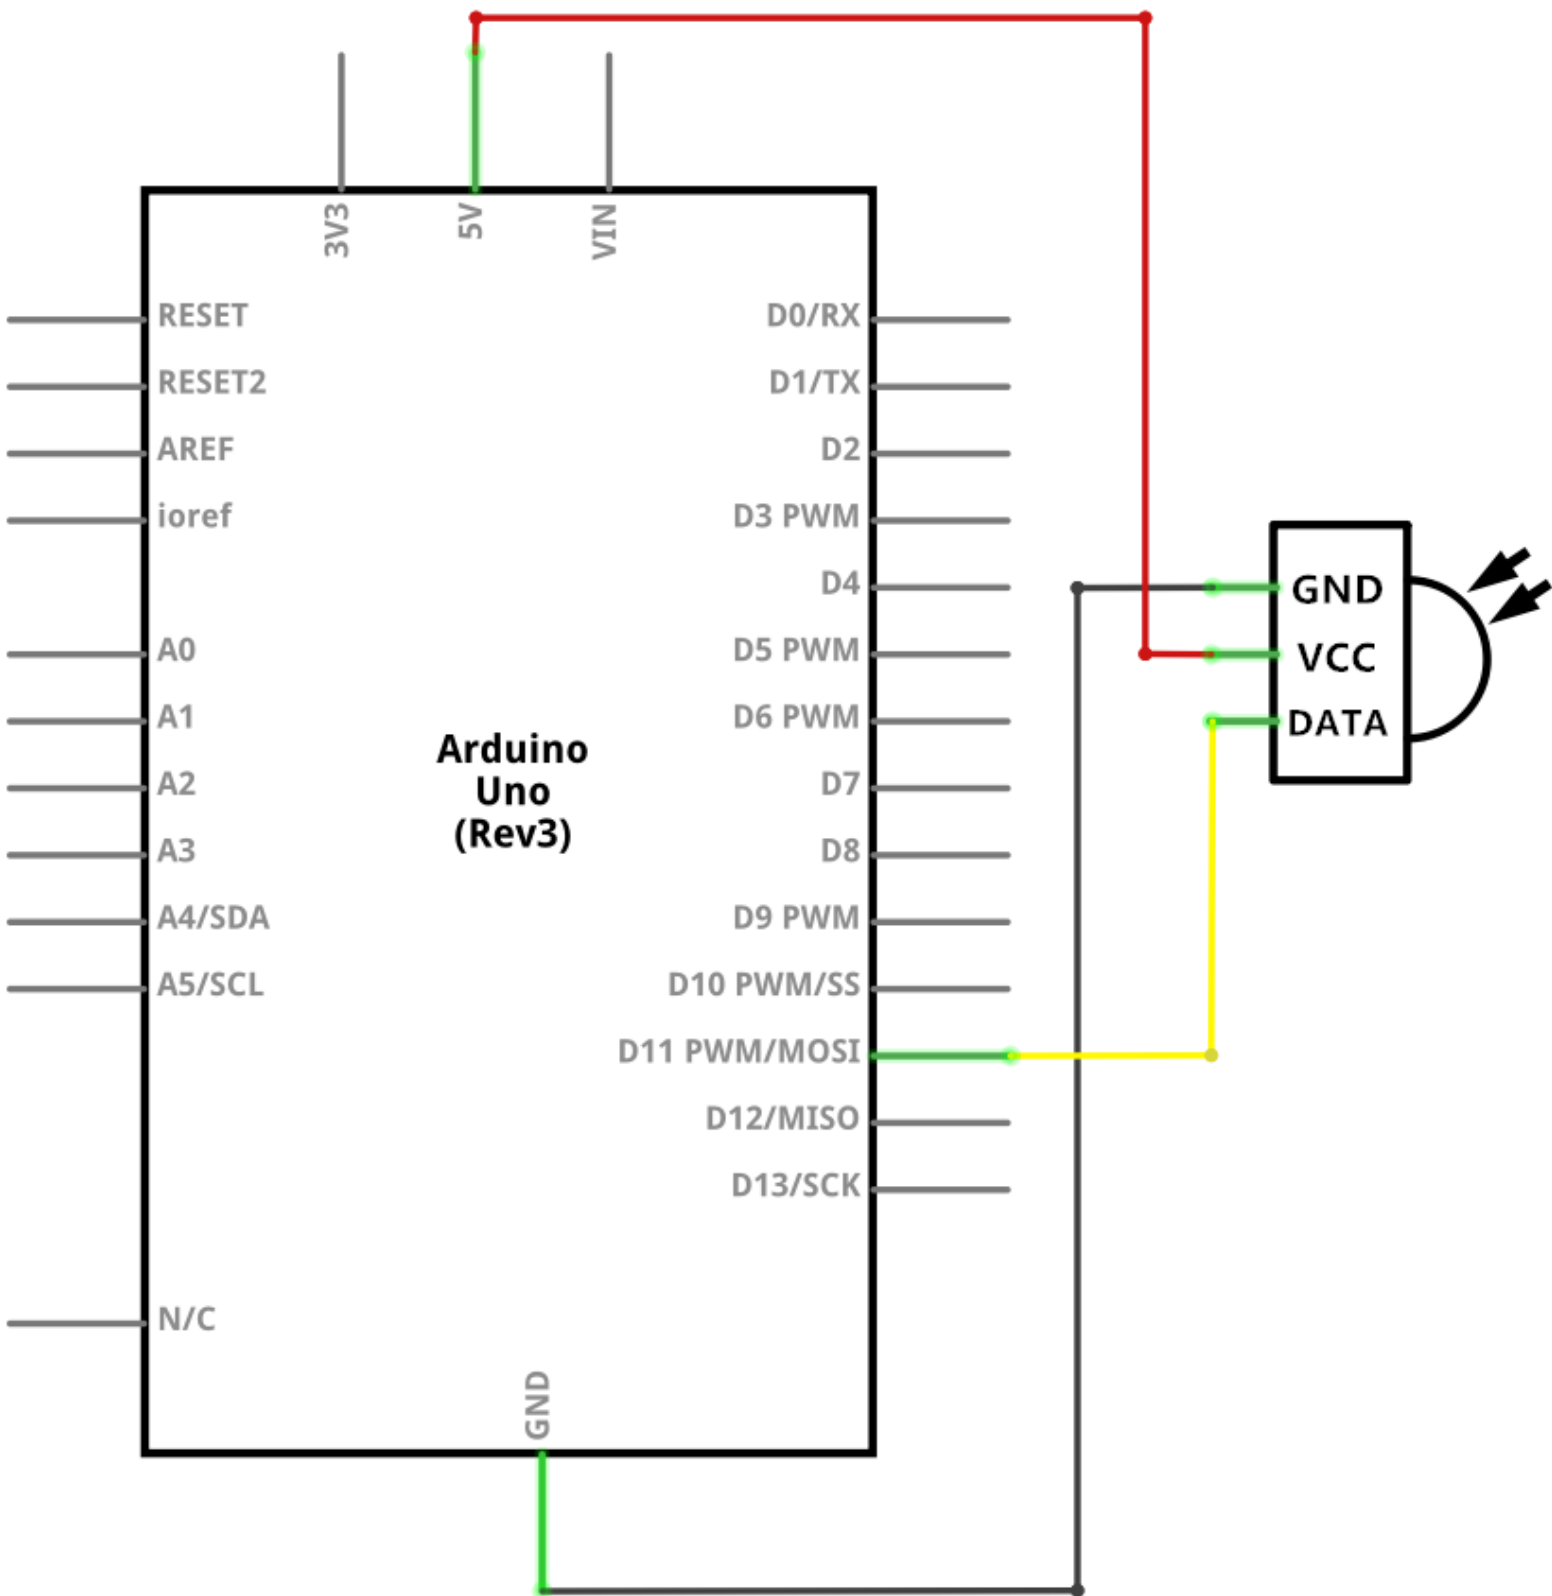 3V3
5V
VIN
RESET
RESET2
AREF
ioref
A0
A1
A2
A3
A4/SDA
A5/SCL
N/C
Arduino
Uno
(Rev3)
D0/RX
D1/TX
D2
D3 PWM
D4
D5 PWM
D6 PWM
D7
D8
D9 PWM
D10 PWM/SS
D11 PWM/MOSI
D12/MISO
D13/SCK
GND
GND
VCC
DATA